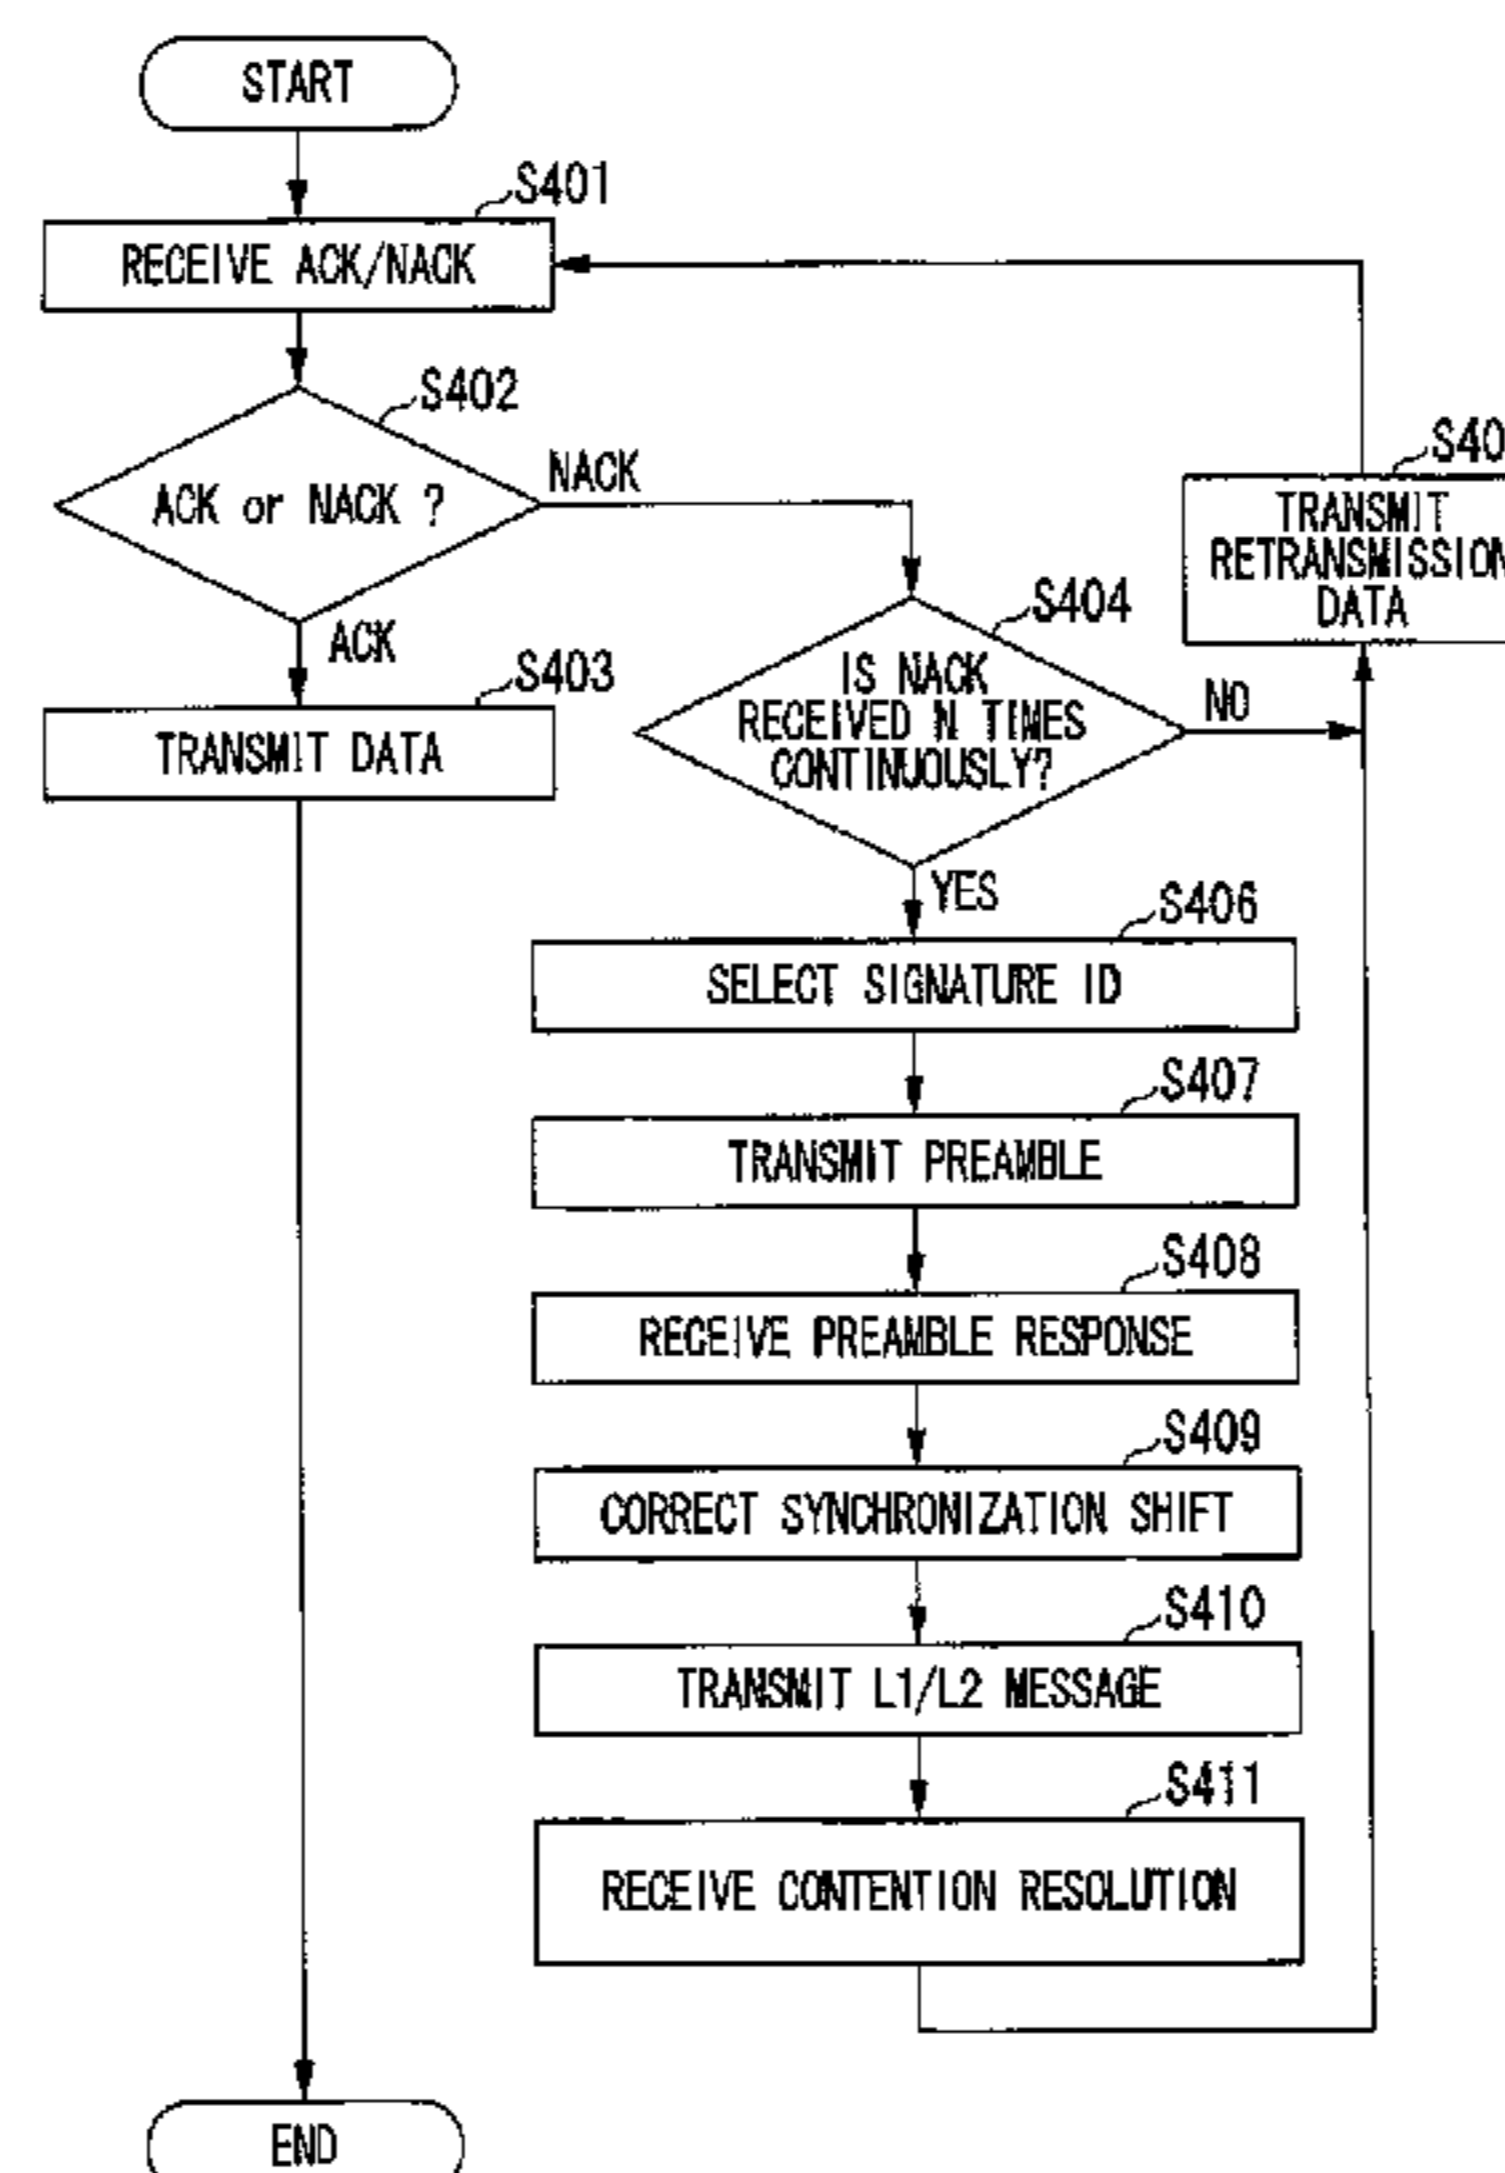 START
S401
RECEIVE ACK/NACK
S402
ACK or NACK ?
NACK
ACK
S403
TRANSMIT DATA
S404
IS NACK
RECEIVED N TIMES
CONTINUOUSLY?
NO
YES
S40
TRANSMIT
RETRANSMISSION
DATA
S406
SELECT SIGNATURE ID
S407
TRANSMIT PREAMBLE
S408
RECEIVE PREAMBLE RESPONSE
S409
CORRECT SYNCHRONIZATION SHIFT
S410
TRANSMIT L1/L2 MESSAGE
S411
RECEIVE CONTENTION RESOLUTION
END